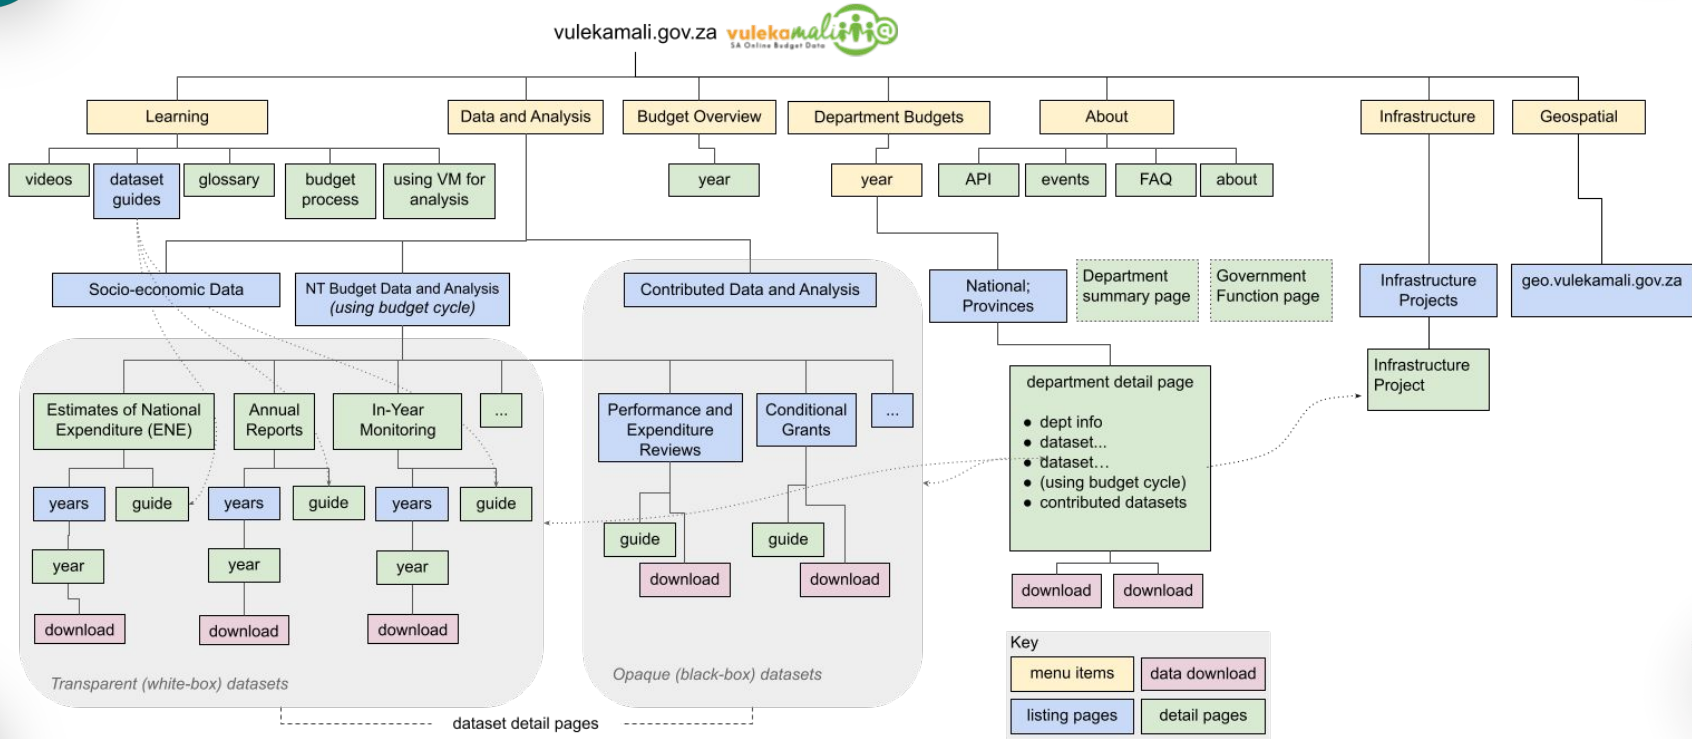 vulekamali.gov.za
vulekamali
SA Online Budget Data
Learning
Data and Analysis
Budget Overview
Department Budgets
About
Infrastructure
Geospatial
videos
dataset
guides
glossary
budget
process
using VM for
analysis
year
year
API
events
FAQ
about
Socio-economic Data
NT Budget Data and Analysis
(using budget cycle)
Contributed Data and Analysis
National;
Provinces
Department
summary page
Government
Function page
Infrastructure
Projects
geo.vulekamali.gov.za
Infrastructure
Project
Estimates of National
Expenditure (ENE)
Annual
Reports
In-Year
Monitoring
...
Performance and
Expenditure
Reviews
Conditional
Grants
...
department detail page
● dept info
● dataset...
● dataset...
● (using budget cycle)
● contributed datasets
years
guide
years
guide
years
guide
guide
guide
year
year
year
download
download
download
download
download
download
download
Transparent (white-box) datasets
Opaque (black-box) datasets
dataset detail pages
Key
menu items
data download
listing pages
detail pages